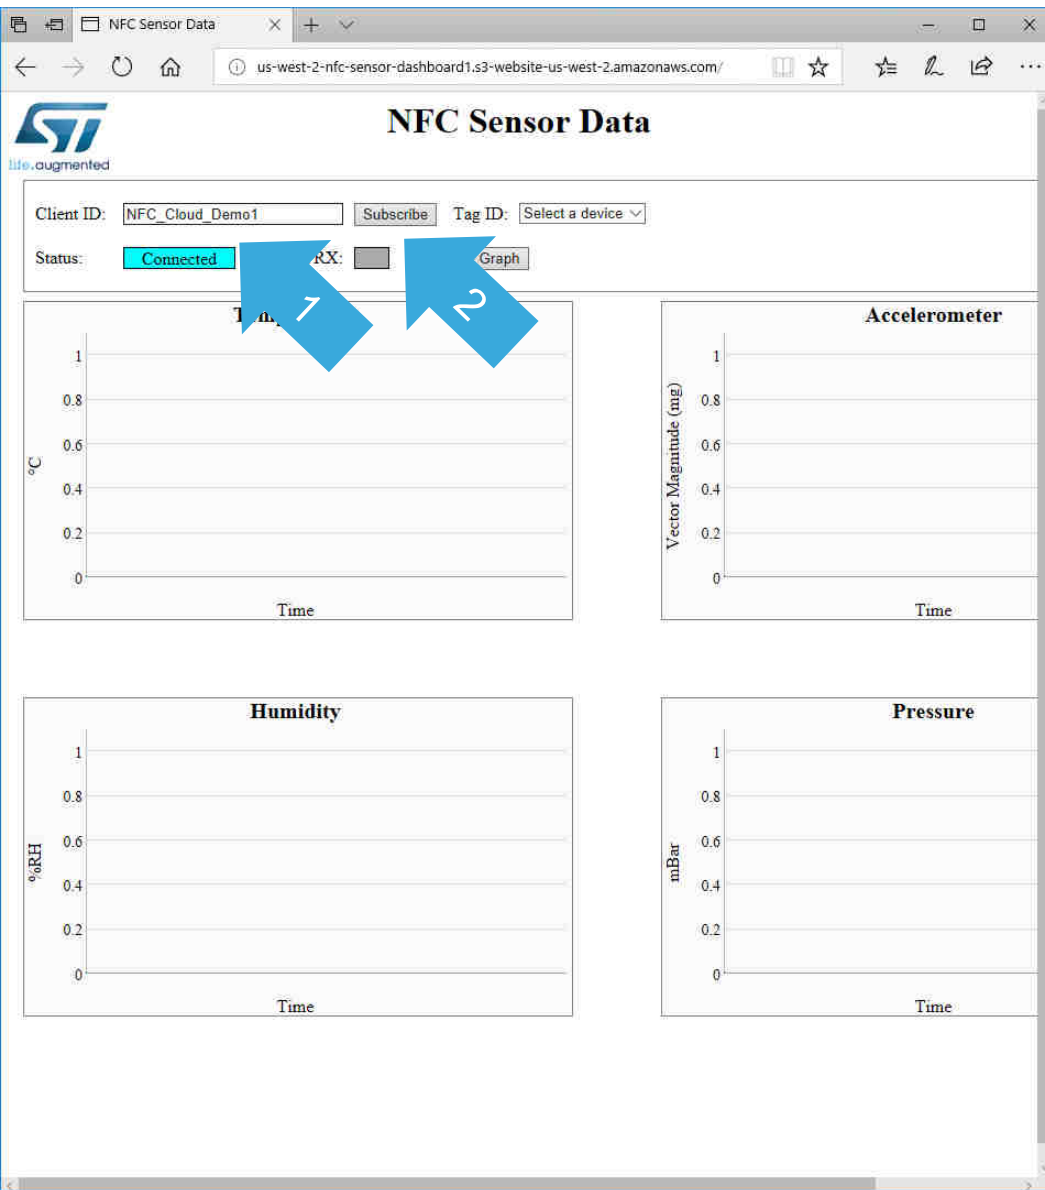 NFC Sensor Data
us-west-2-nfc-sensor-dashboard1.s3-website-us-west-2.amazonaws.com/
life.augmented
NFC Sensor Data
Client ID: NFC_Cloud_Demo1 Subscribe Tag ID: Select a device
Status: Connected RX: Graph
1 2
Accelerometer
1
0.8
0.6
0.4
0.2
0
°C
Time
1
0.8
0.6
0.4
0.2
0
Vector Magnitude (mg)
Time
Humidity
1
0.8
0.6
0.4
0.2
0
%RH
Time
Pressure
1
0.8
0.6
0.4
0.2
0
mBar
Time